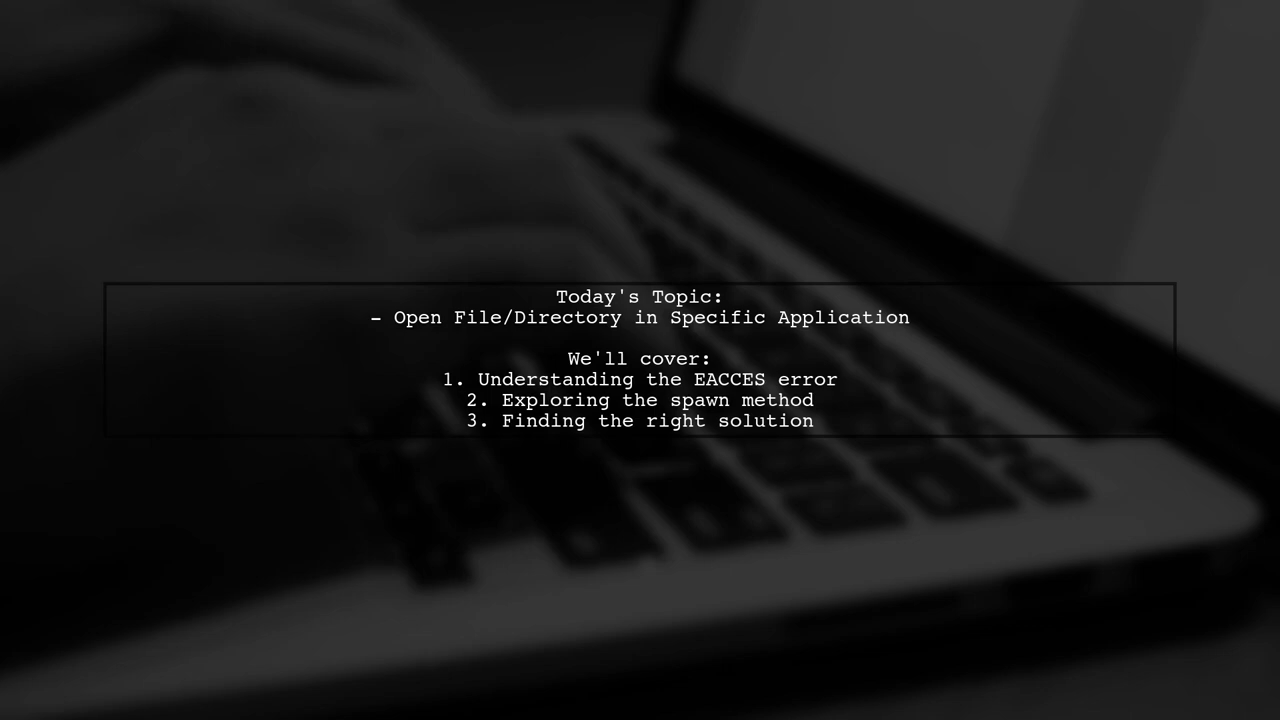 Today's Topic:
- Open File/Directory in Specific Application
We'll cover:
1. Understanding the EACCES error
2. Exploring the spawn method
3. Finding the right solution